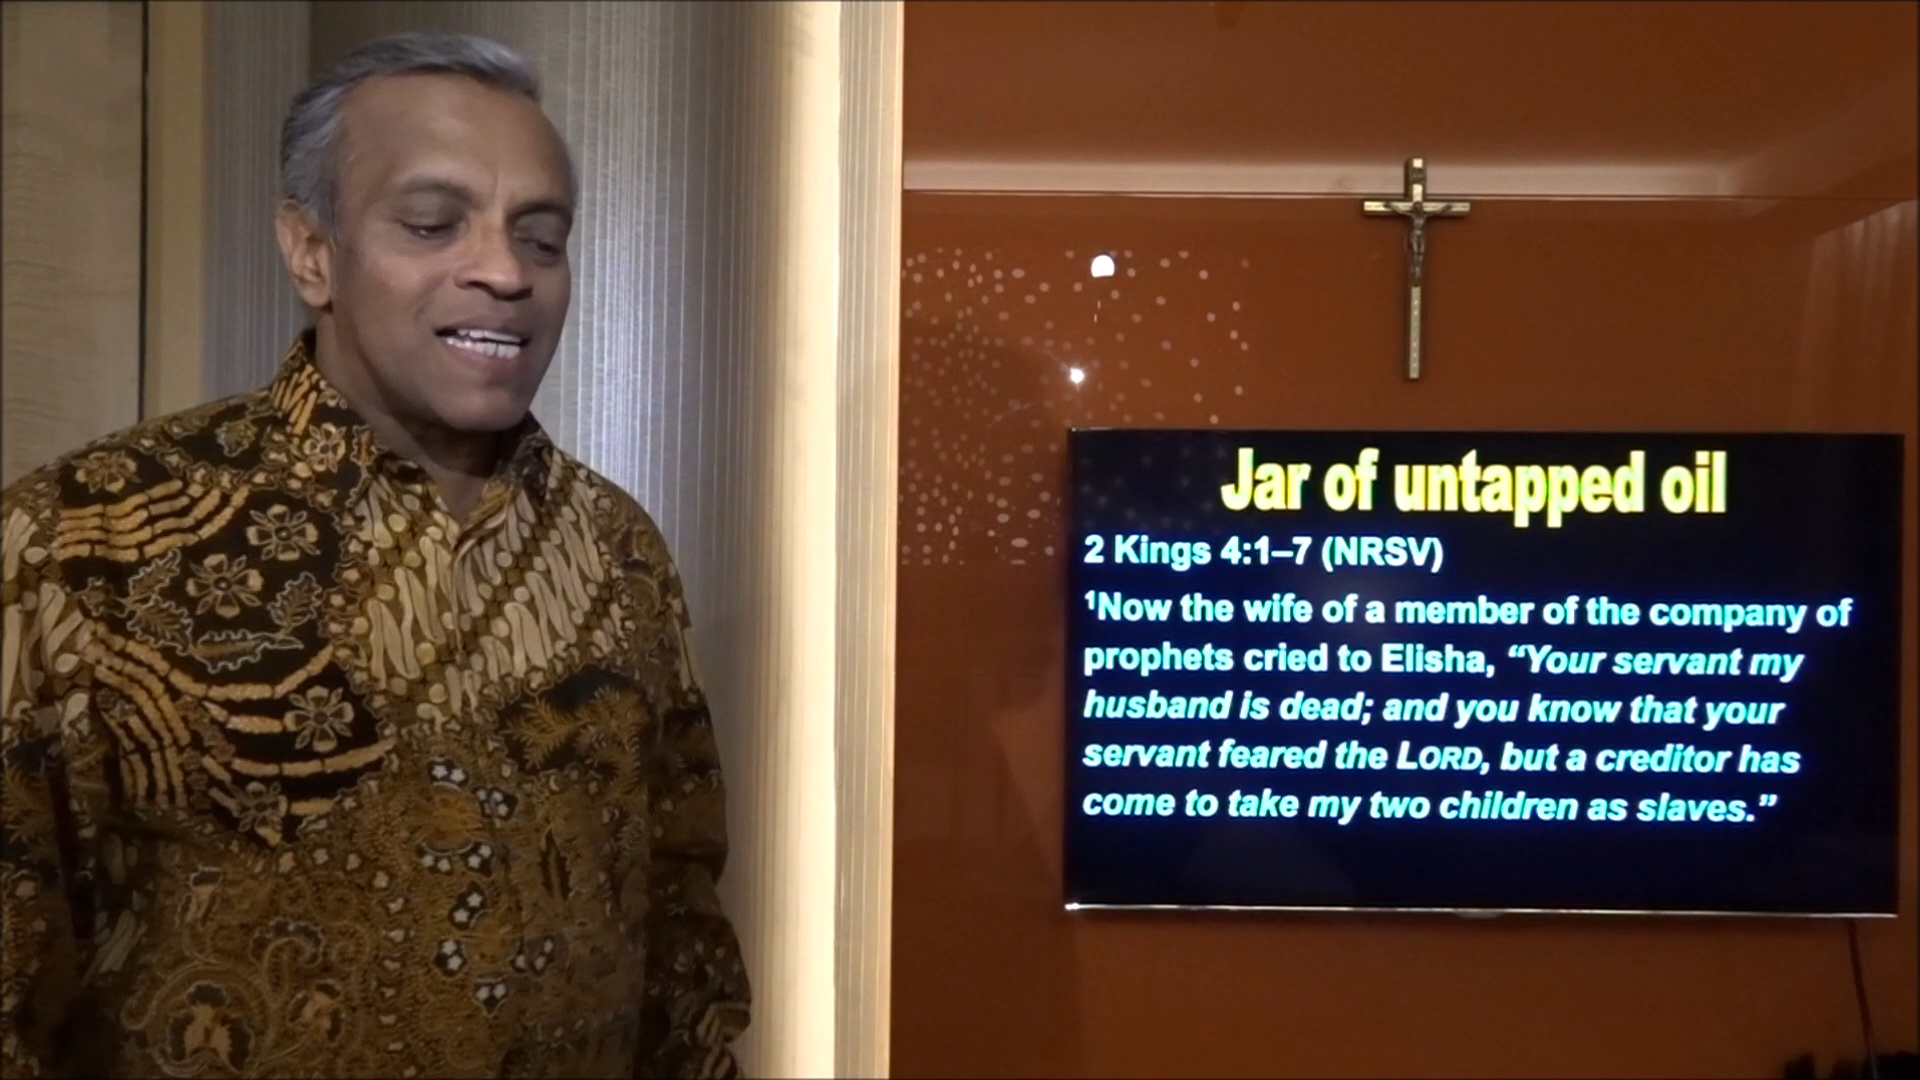 Jar of untapped oil
2 Kings 4:1–7 (NRSV)
¹Now the wife of a member of the company of
prophets cried to Elisha, “Your servant my
husband is dead; and you know that your
servant feared the LORD, but a creditor has
come to take my two children as slaves.”